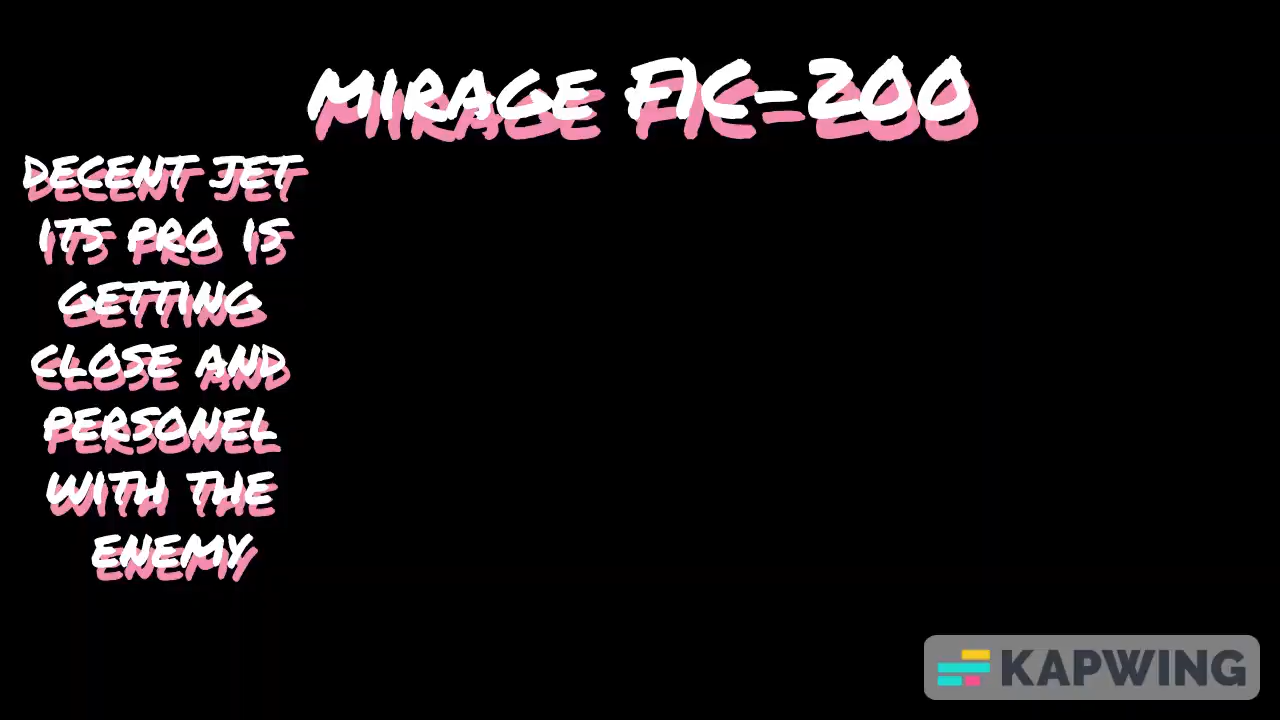 MIRAGE F1C-200
DECENT JET
ITS PRO IS
GETTING
CLOSE AND
PERSONEL
WITH THE
ENEMY
KAPWING